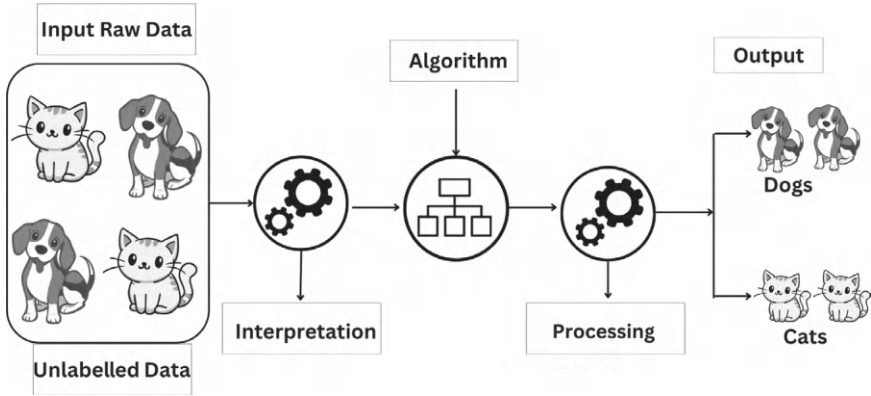 Input Raw Data
Algorithm
Output
Dogs
Interpretation
Processing
Cats
Unlabelled Data